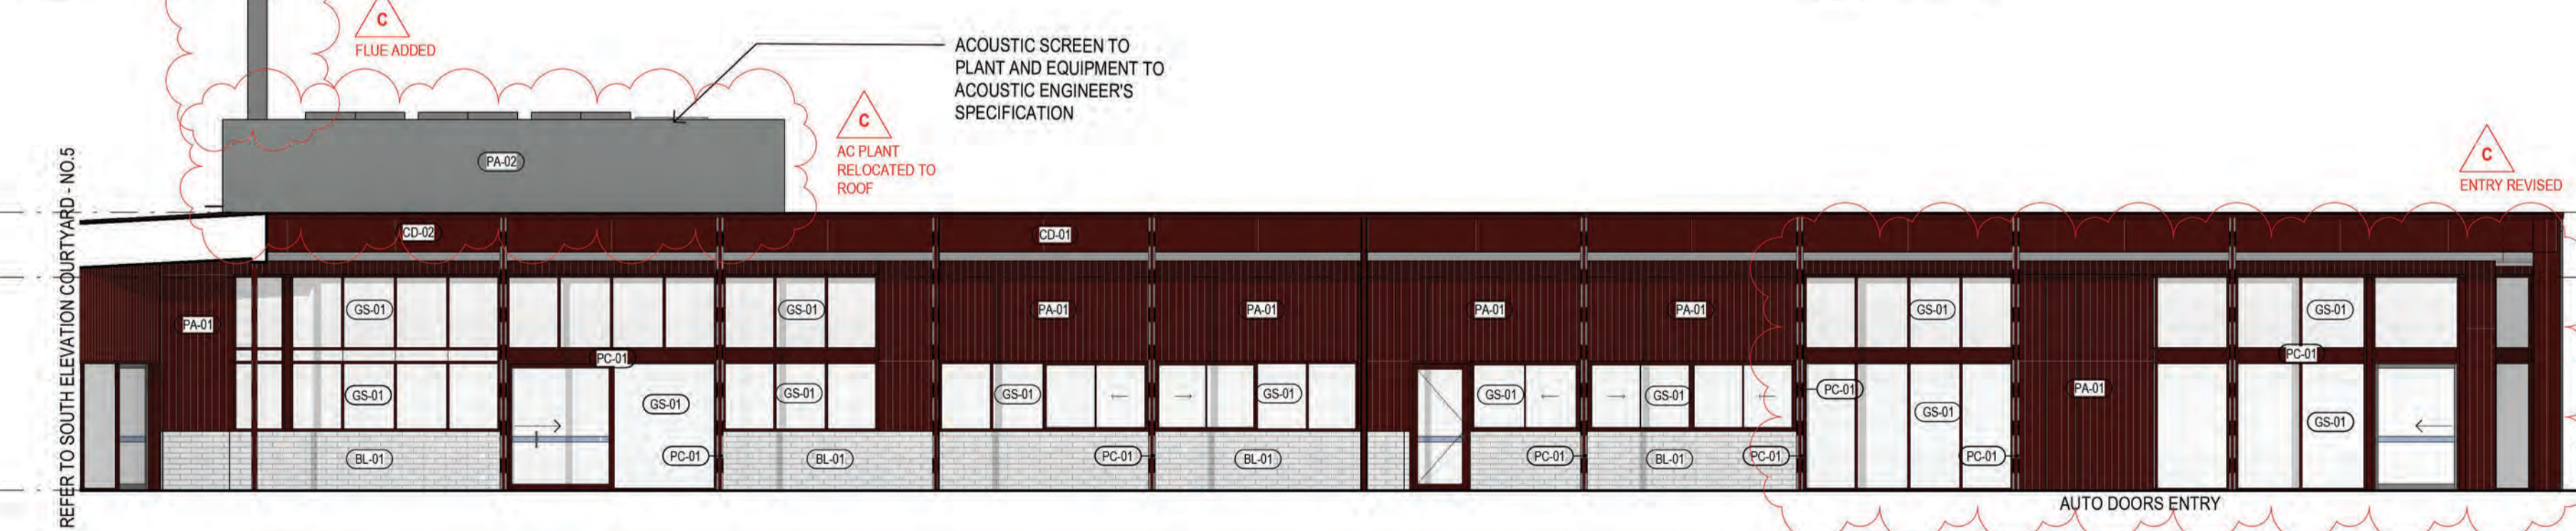 C
FLUE ADDED
ACOUSTIC SCREEN TO
PLANT AND EQUIPMENT TO
ACOUSTIC ENGINEER'S
SPECIFICATION
C
AC PLANT
RELOCATED TO
ROOF
C
ENTRY REVISED
REFER TO SOUTH ELEVATION COURTYARD - NO.5
PA-02
CD-02
CD-01
PA-01
GS-01
GS-01
PA-01
PA-01
PA-01
PA-01
GS-01
GS-01
PC-01
PC-01
GS-01
GS-01
GS-01
GS-01
GS-01
GS-01
GS-01
PC-01
GS-01
PA-01
GS-01
BL-01
PC-01
BL-01
PC-01
BL-01
PC-01
BL-01
PC-01
PC-01
AUTO DOORS ENTRY